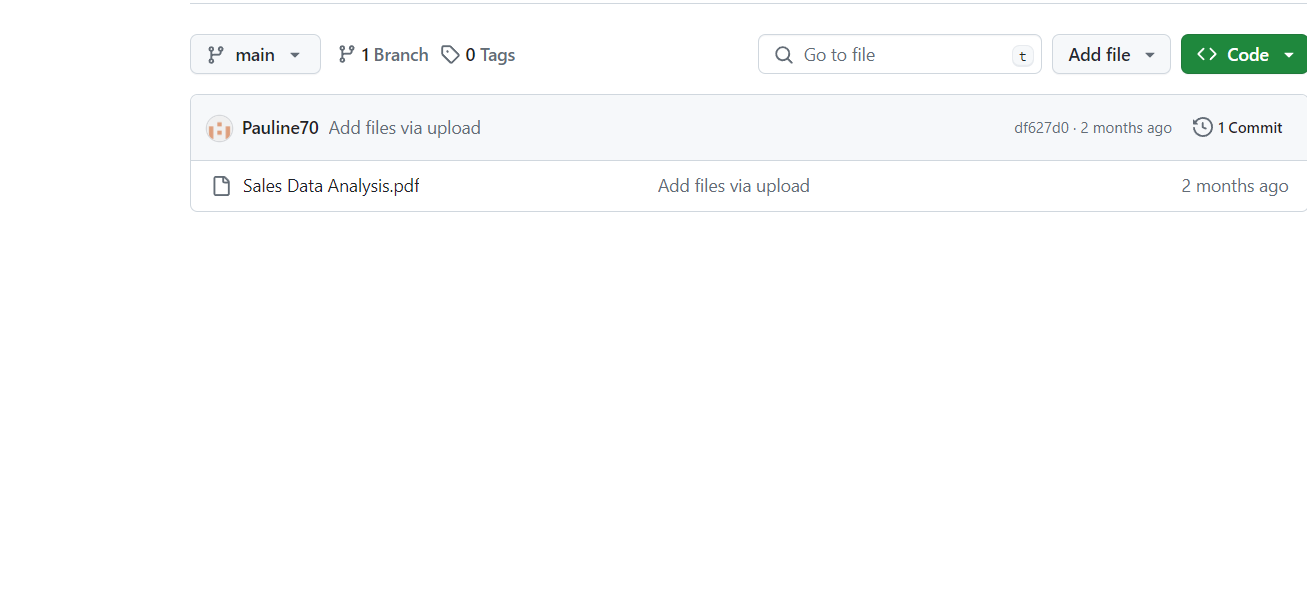 main 1 Branch 0 Tags Go to file t Add file Code
Pauline70 Add files via upload df627d0 · 2 months ago 1 Commit
Sales Data Analysis.pdf Add files via upload 2 months ago